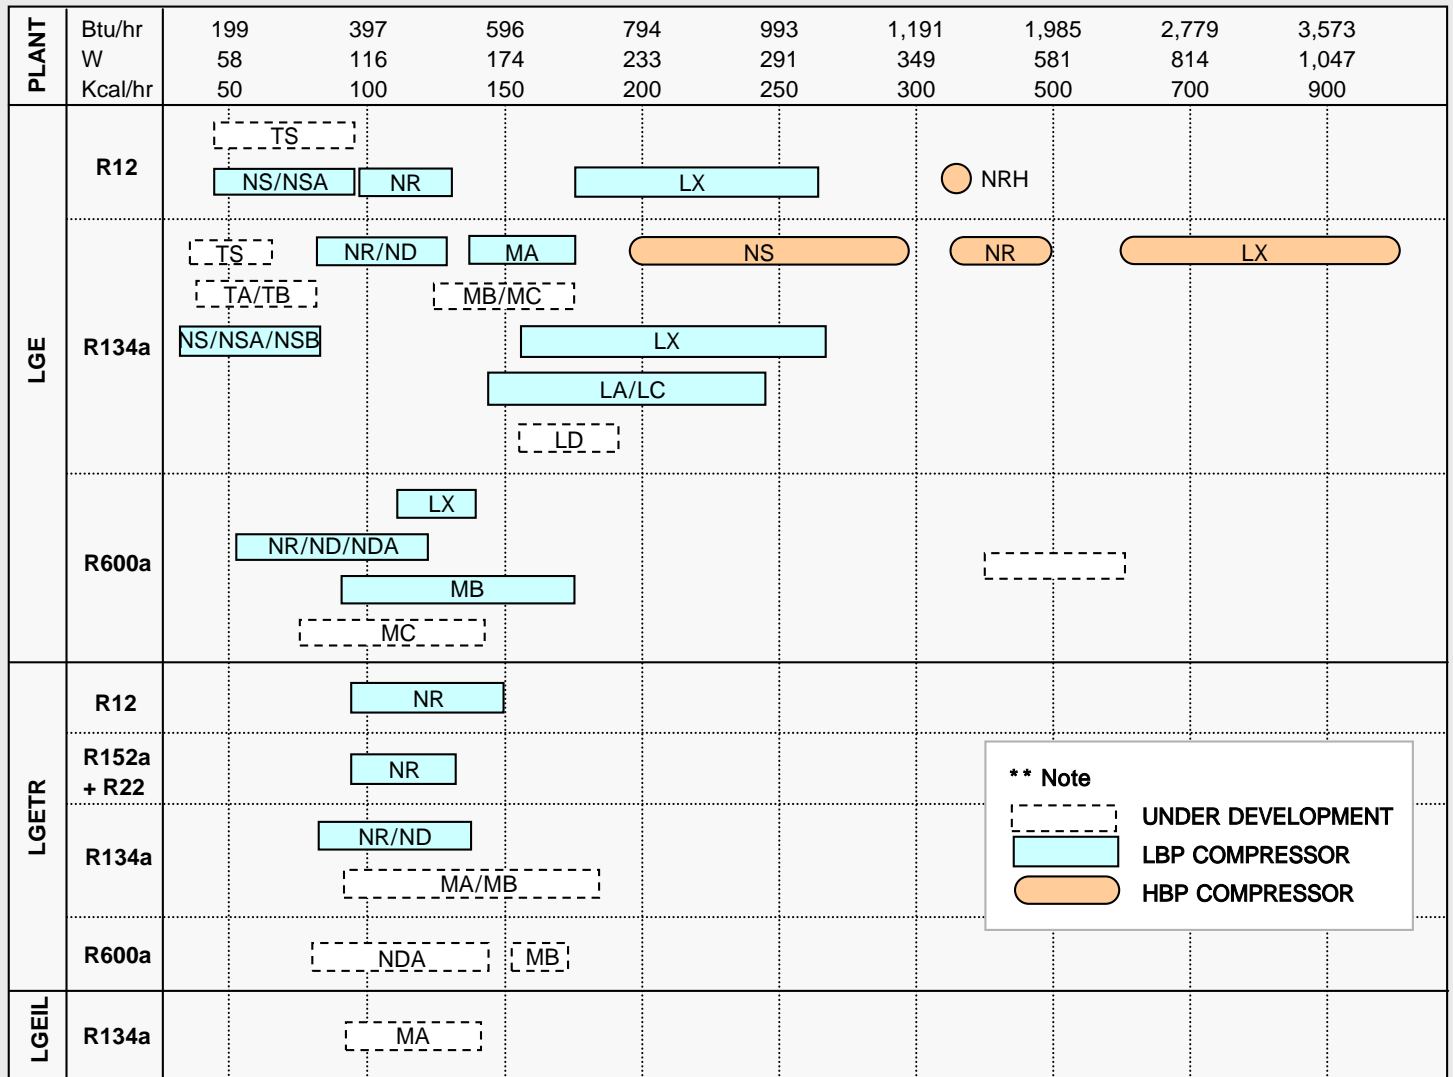 PLANT
Btu/hr 199 397 596 794 993 1,191 1,985 2,779 3,573
W 58 116 174 233 291 349 581 814 1,047
Kcal/hr 50 100 150 200 250 300 500 700 900
LGE
R12
TS
NS/NSA NR LX NRH
R134a
TS NR/ND MA NS NR LX
TA/TB MB/MC
NS/NSA/NSB LX
LA/LC
LD
R600a
LX
NR/ND/NDA
MB
MC
LGETR
R12
NR
R152a
+ R22
NR
R134a
NR/ND
MA/MB
R600a
NDA MB
LGEIL
R134a
MA
** Note
UNDER DEVELOPMENT
LBP COMPRESSOR
HBP COMPRESSOR